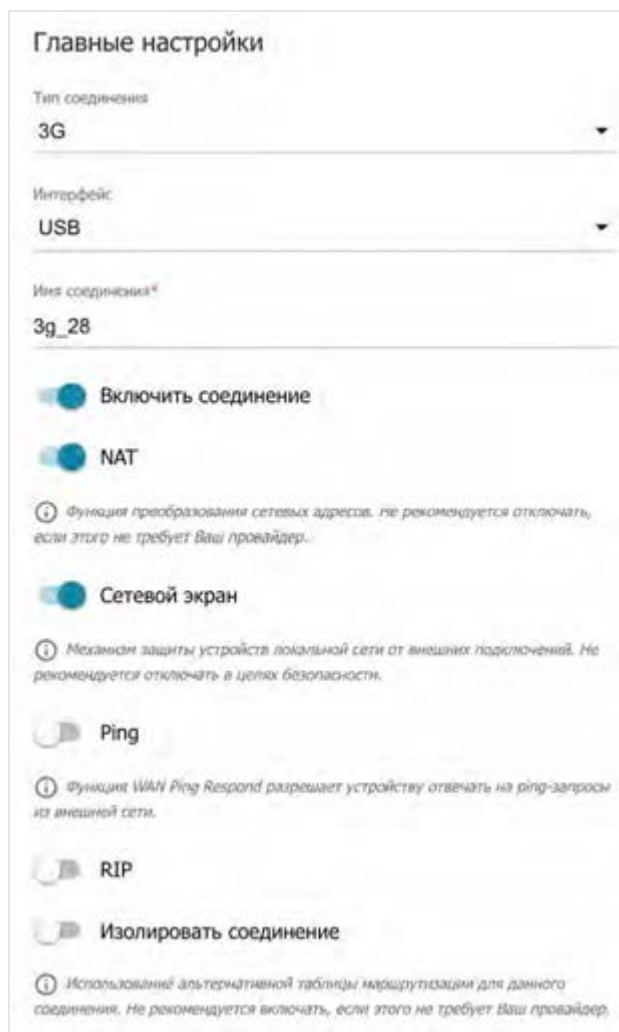 Главные настройки
Тип соединения
3G
Интерфейс
USB
Имя соединения*
3g_28
Включить соединение
NAT
Функция преобразования сетевых адресов. Не рекомендуется отключать,
если этого не требует Ваш провайдер..
Сетевой экран
Механизм защиты устройств локальной сети от внешних подключений. Не
рекомендуется отключать в целях безопасности.
Ping
Функция WAN Ping Respond разрешает устройству отвечать на ping-запросы
из внешней сети.
RIP
Изолировать соединение
Использование альтернативной таблицы маршрутизации для данного
соединения. Не рекомендуется включать, если этого не требует Ваш провайдер.